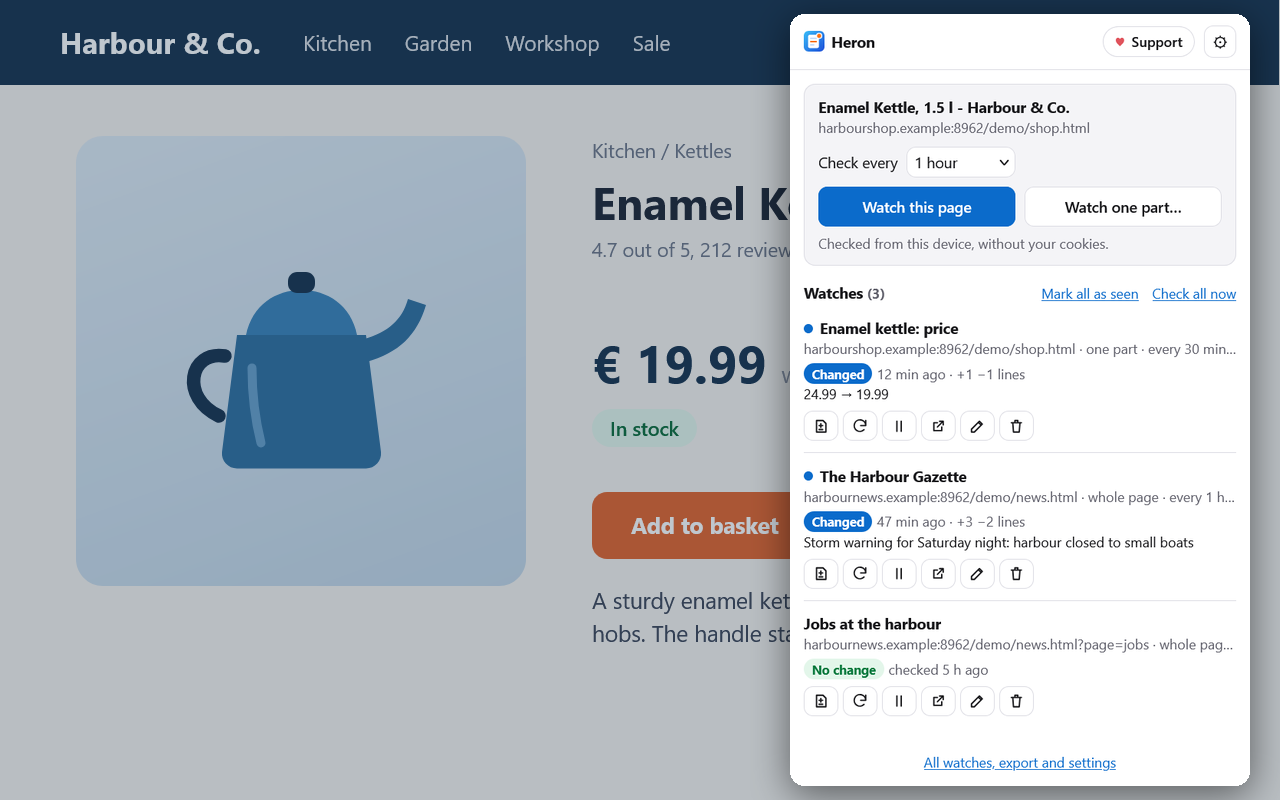 Harbour & Co.
Kitchen
Garden
Workshop
Sale
Kitchen / Kettles
Enamel
4.7 out of 5, 212
€ 19.99
In stock
Add to basket
A sturdy enamel
hobs. The handle
Heron
Support
Enamel Kettle, 1.5 l - Harbour & Co.
harbourshop.example:8962/demo/shop.html
Check every
1 hour
Watch this page
Watch one part...
Checked from this device, without your cookies.
Watches (3)
Mark all as seen
Check all now
Enamel kettle: price
harbourshop.example:8962/demo/shop.html · one part · every 30 min...
Changed 12 min ago · +1 −1 lines
24.99 → 19.99
The Harbour Gazette
harbournews.example:8962/demo/news.html · whole page · every 1 h...
Changed 47 min ago · +3 −2 lines
Storm warning for Saturday night: harbour closed to small boats
Jobs at the harbour
harbournews.example:8962/demo/news.html?page=jobs · whole pag...
No change checked 5 h ago
All watches, export and settings